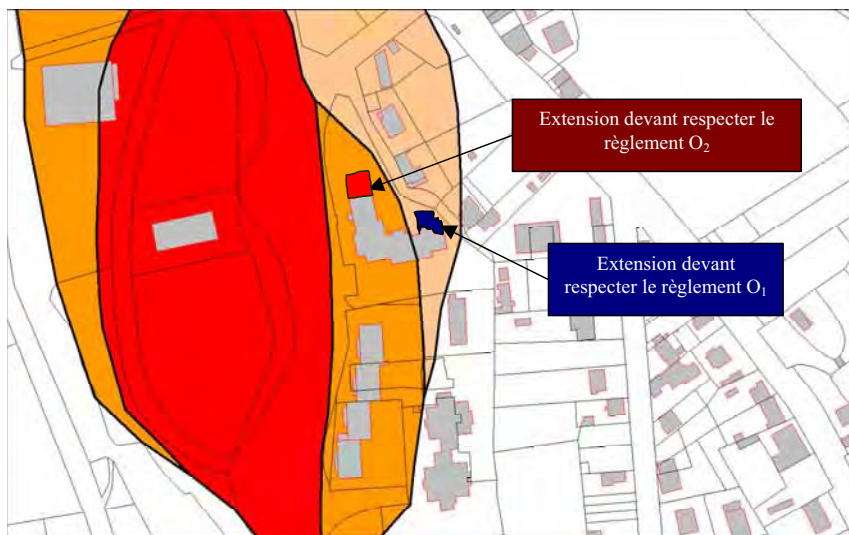 Extension devant respecter le
règlement O₂
Extension devant
respecter le règlement O₁